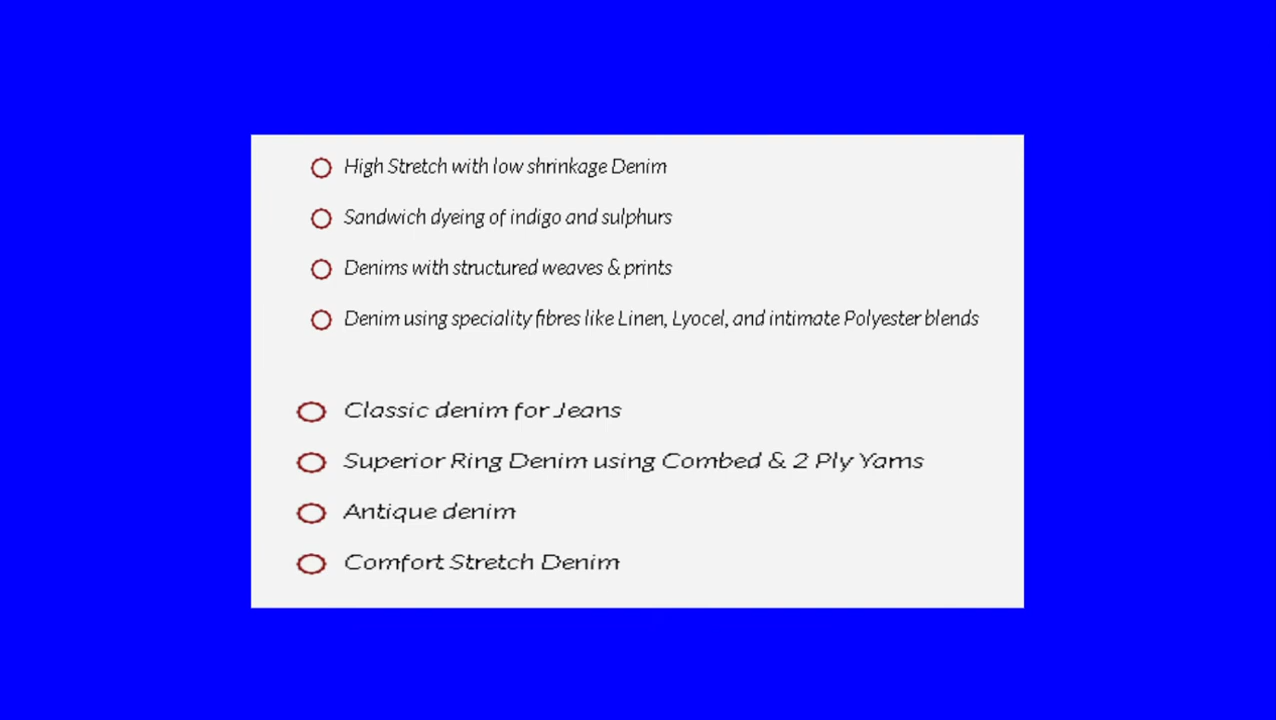 High Stretch with low shrinkage Denim
Sandwich dyeing of indigo and sulphurs
Denims with structured weaves & prints
Denim using speciality fibres like Linen, Lyocel, and intimate Polyester blends
Classic denim for Jeans
Superior Ring Denim using Combed & 2 Ply Yarns
Antique denim
Comfort Stretch Denim